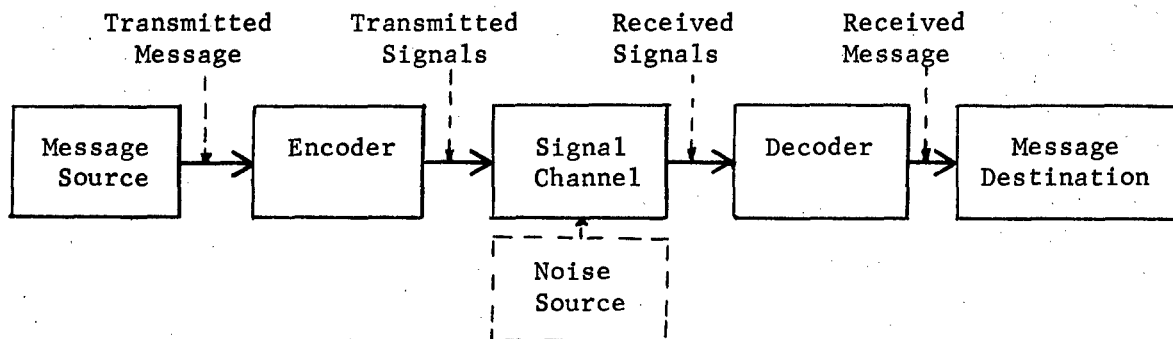 Transmitted
Message
Transmitted
Signals
Received
Signals
Received
Message
Message
Source
Encoder
Signal
Channel
Decoder
Message
Destination
Noise
Source